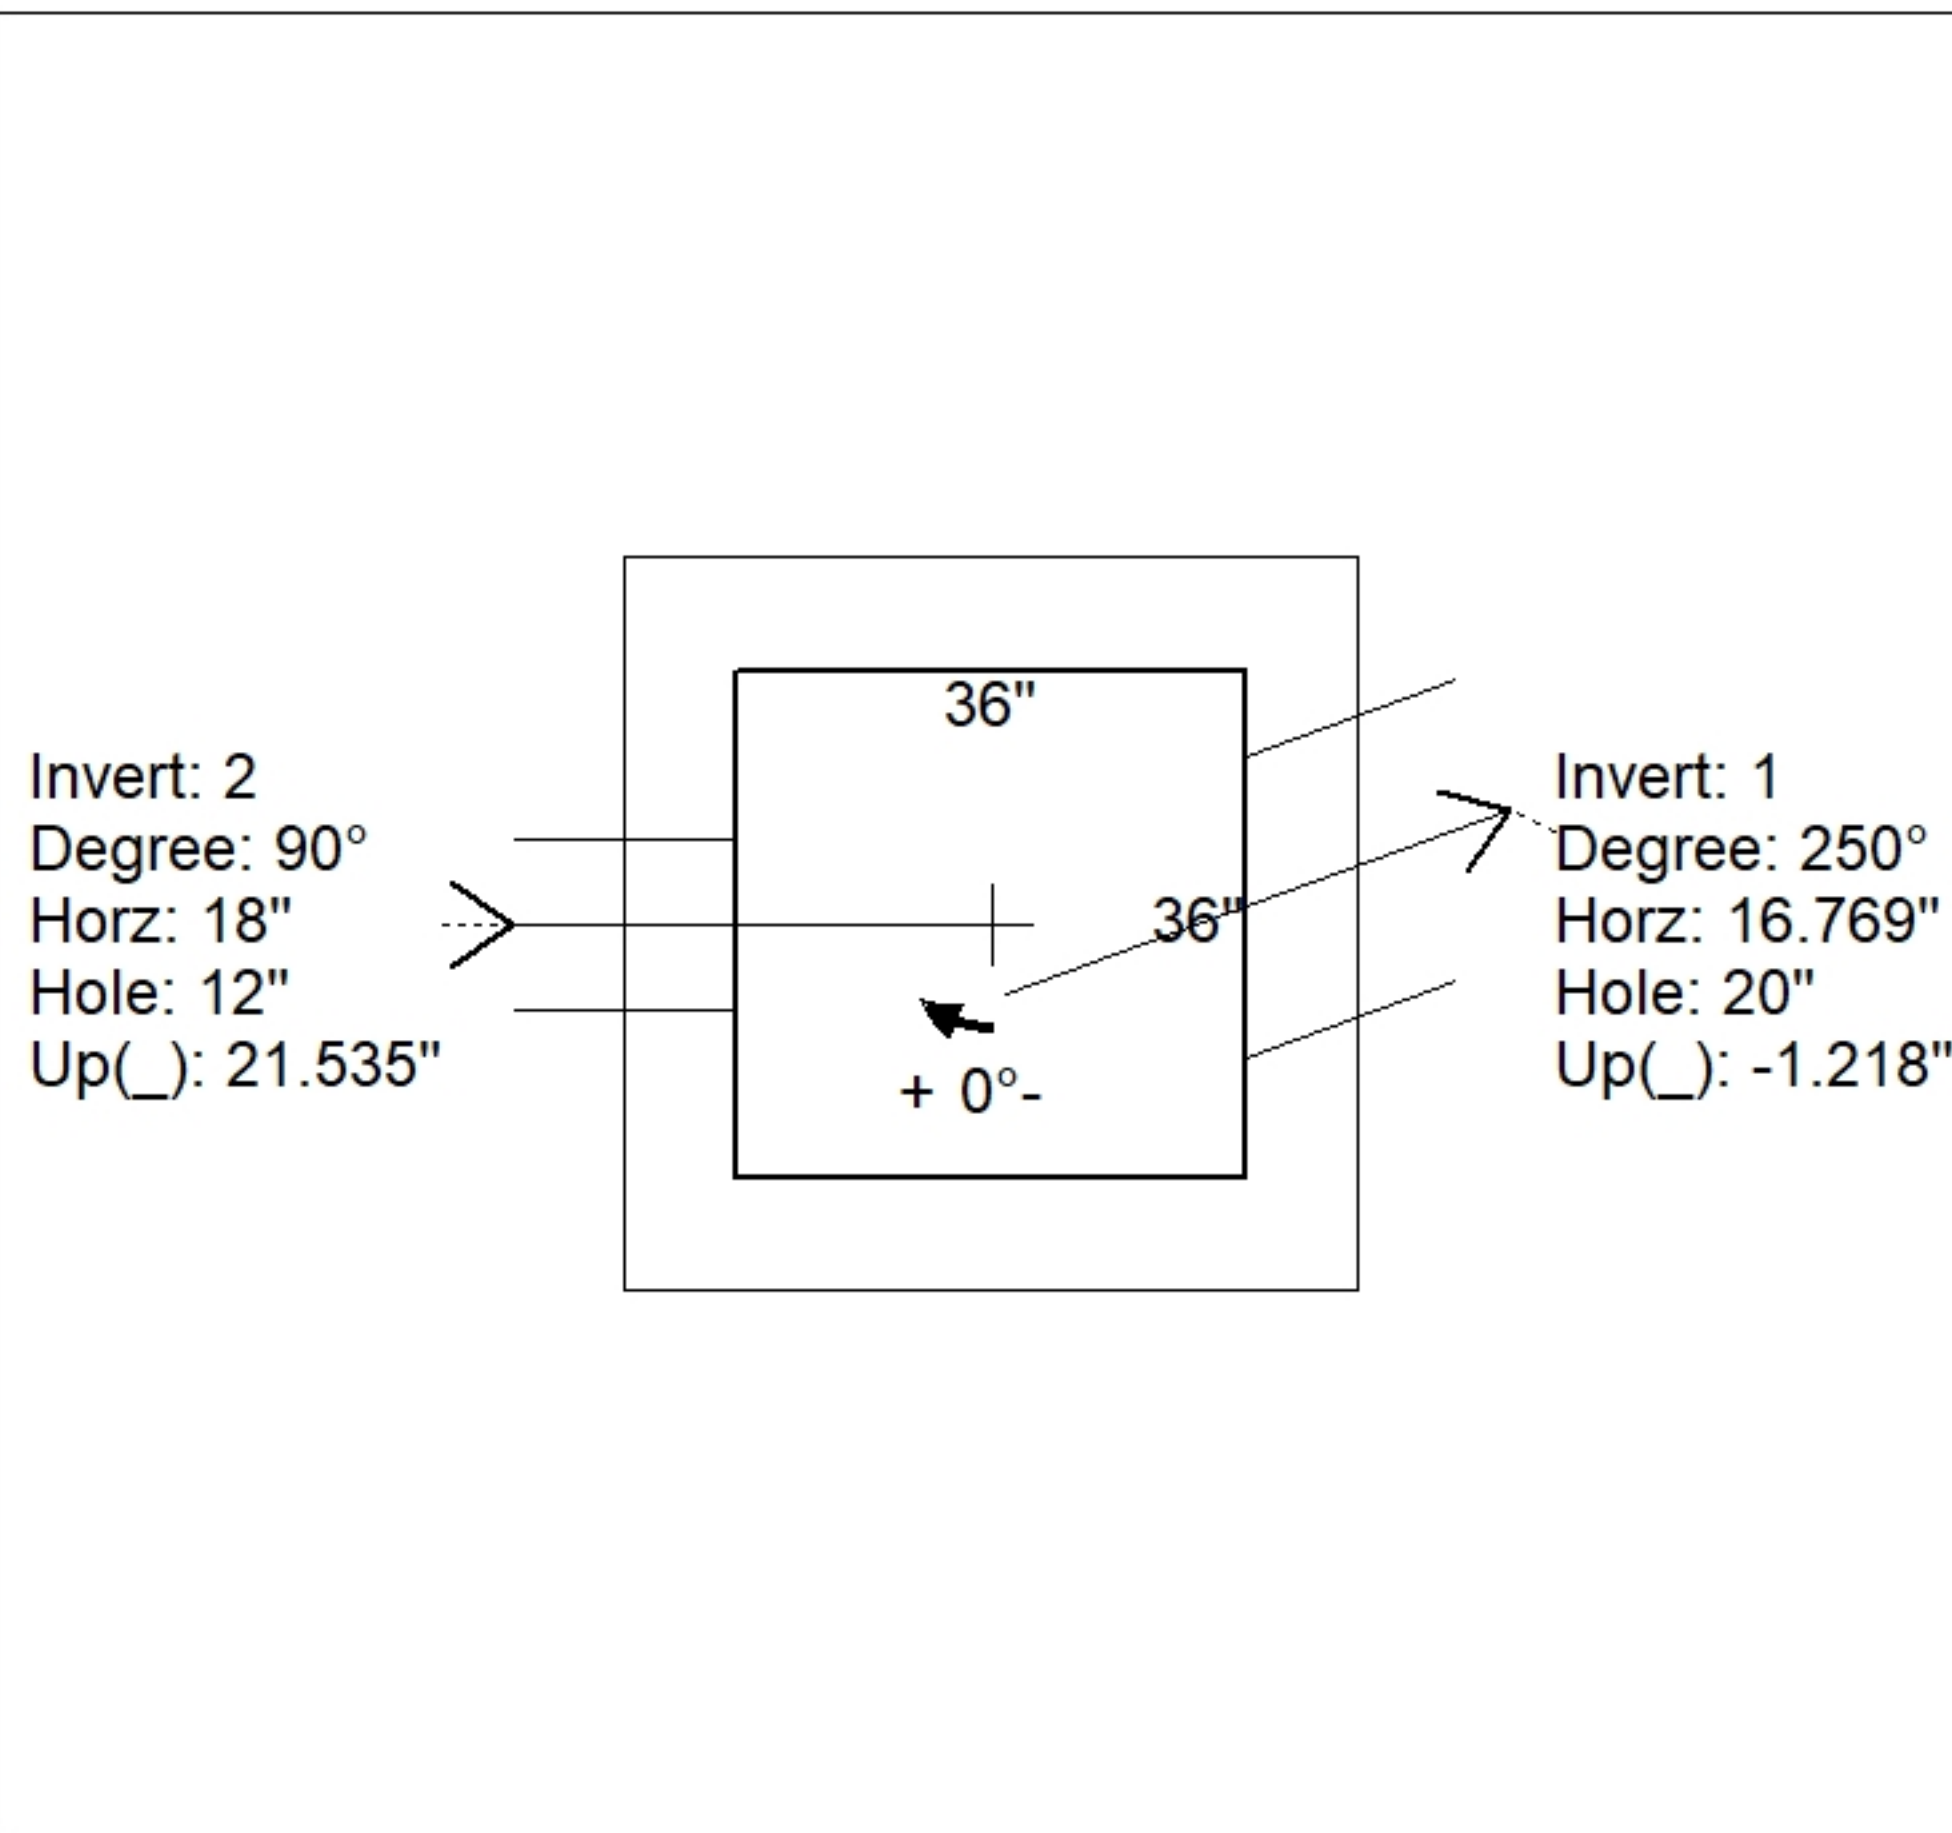 36"
Invert: 2
Degree: 90°
Horz: 18"
Hole: 12"
Up(_): 21.535"
36"
+ 0°-
Invert: 1
Degree: 250°
Horz: 16.769"
Hole: 20"
Up(_): -1.218"